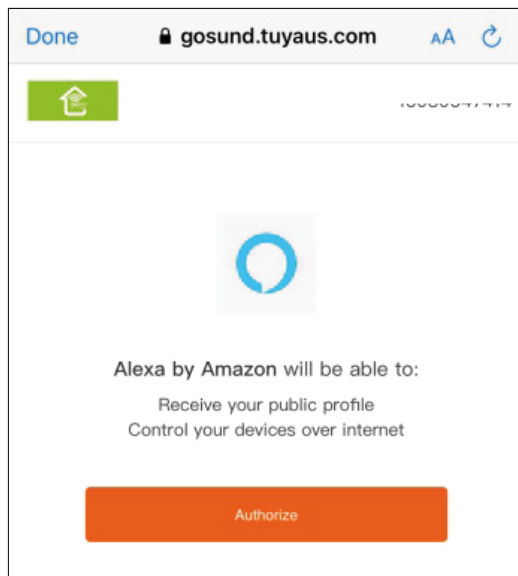 Done
gosund.tuyaus.com
AA
Alexa by Amazon will be able to:
Receive your public profile
Control your devices over internet
Authorize